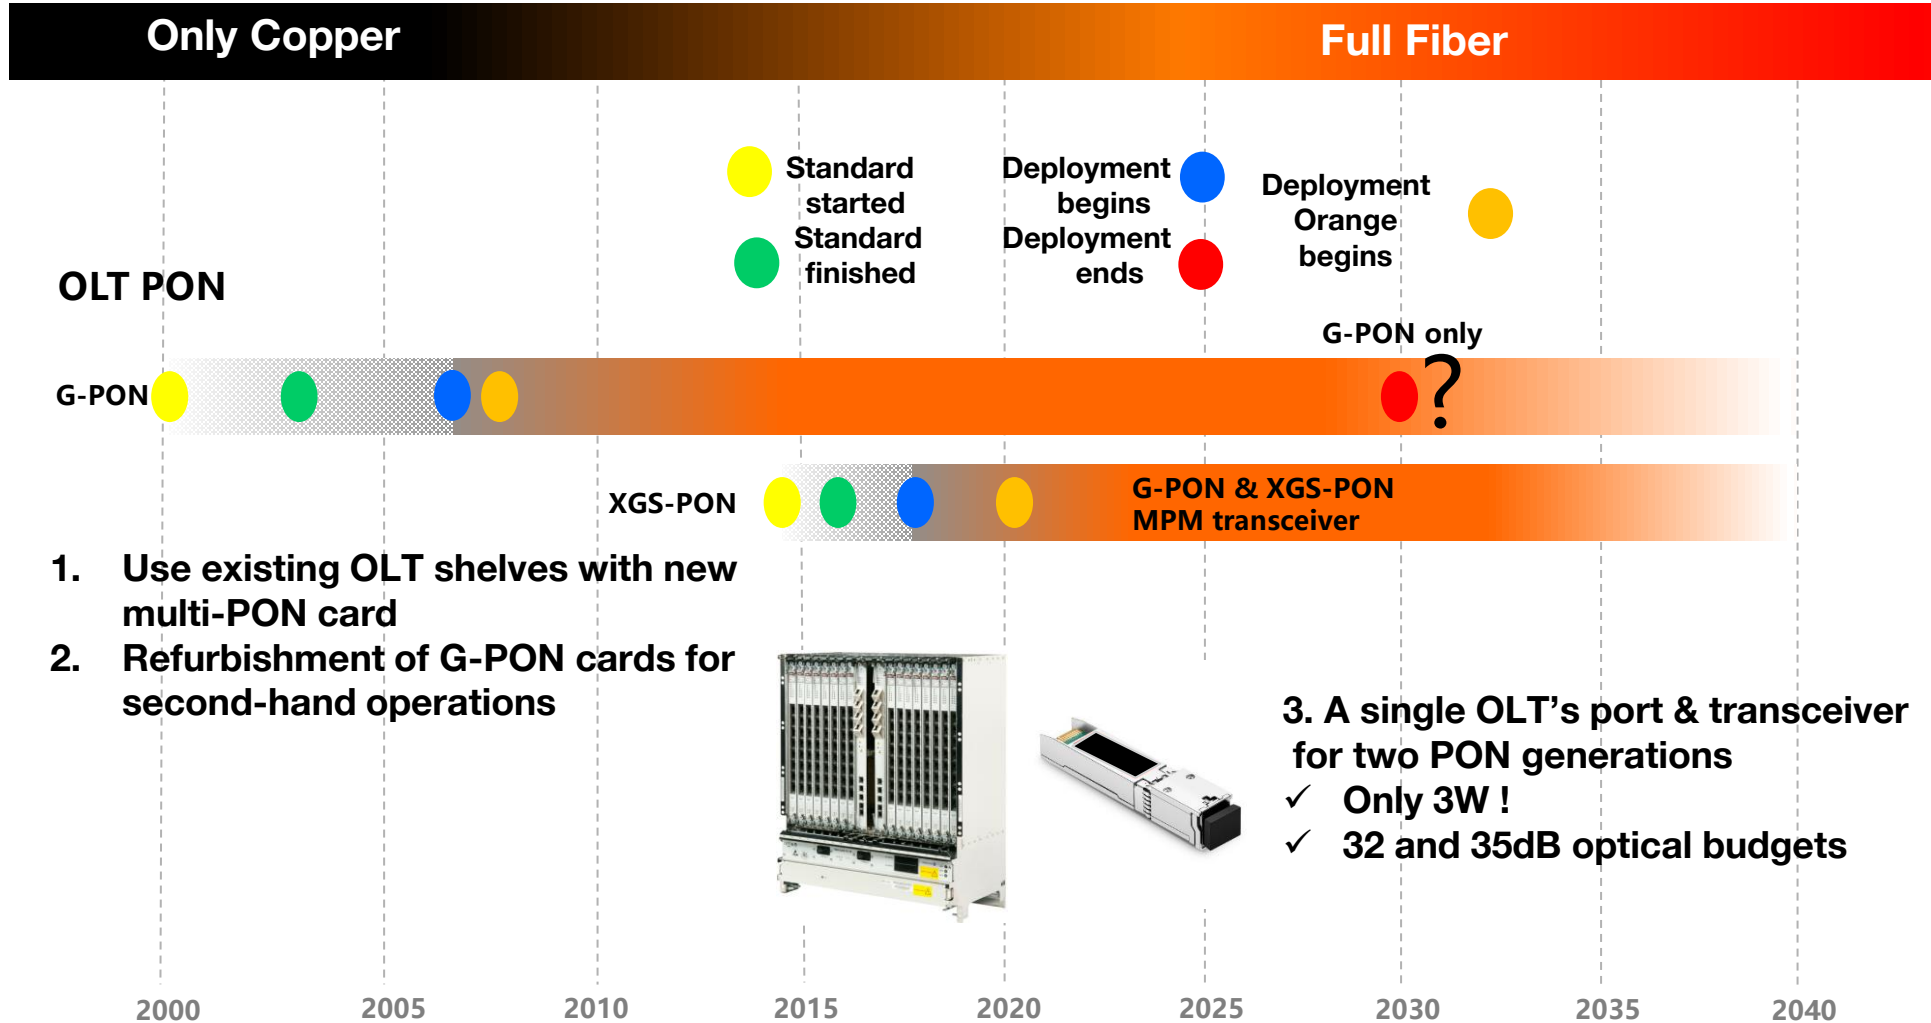 Only Copper
Full Fiber
Standard
started
Standard
finished
Deployment
begins
Deployment
ends
Deployment
Orange
begins
OLT PON
G-PON only
G-PON
?
XGS-PON
G-PON & XGS-PON
MPM transceiver
1. Use existing OLT shelves with new
multi-PON card
2. Refurbishment of G-PON cards for
second-hand operations
3. A single OLT’s port & transceiver
for two PON generations
✓ Only 3W !
✓ 32 and 35dB optical budgets
2000
2005
2010
2015
2020
2025
2030
2035
2040